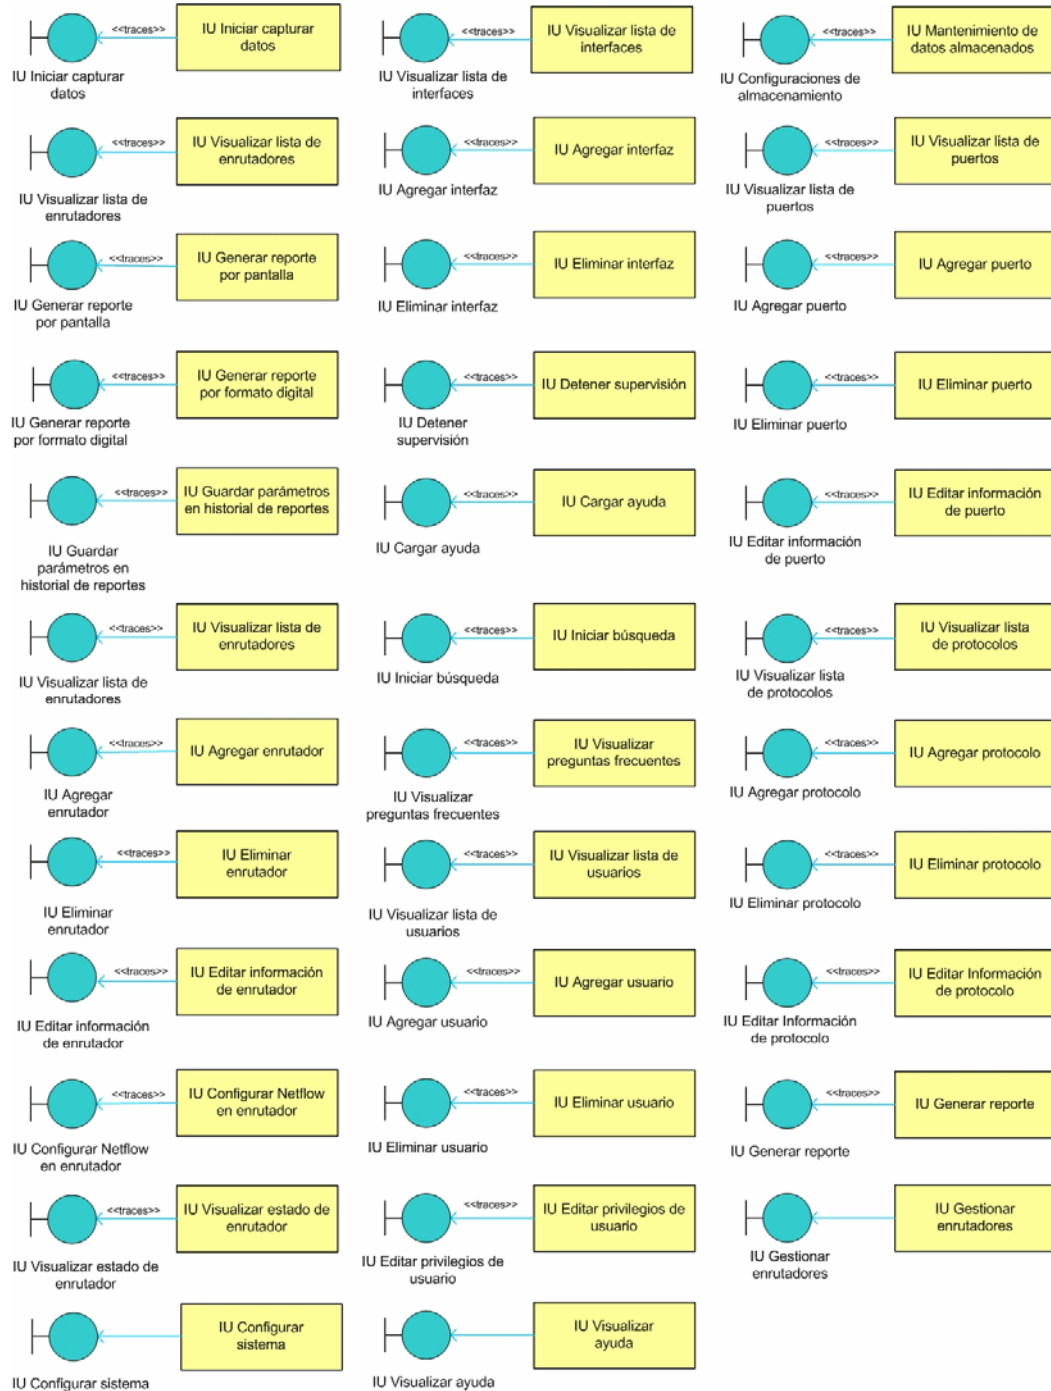 <<traces>>
IU Iniciar capturar
datos
IU Iniciar capturar
datos
<<traces>>
IU Visualizar lista de
interfaces
IU Visualizar lista de
interfaces
<<traces>>
IU Mantenimiento de
datos almacenados
IU Configuraciones de
almacenamiento
<<traces>>
IU Visualizar lista de
enrutadores
IU Visualizar lista de
enrutadores
<<traces>>
IU Agregar interfaz
IU Agregar interfaz
<<traces>>
IU Visualizar lista de
puertos
IU Visualizar lista de
puertos
<<traces>>
IU Generar reporte
por pantalla
IU Generar reporte
por pantalla
<<traces>>
IU Eliminar interfaz
IU Eliminar interfaz
<<traces>>
IU Agregar puerto
IU Agregar puerto
<<traces>>
IU Generar reporte
por formato digital
IU Generar reporte
por formato digital
<<traces>>
IU Detener supervisión
IU Detener
supervisión
<<traces>>
IU Eliminar puerto
IU Eliminar puerto
<<traces>>
IU Guardar parámetros
en historial de reportes
IU Guardar
parámetros en
historial de reportes
<<traces>>
IU Cargar ayuda
IU Cargar ayuda
<<traces>>
IU Editar información
de puerto
IU Editar información
de puerto
<<traces>>
IU Visualizar lista de
enrutadores
IU Visualizar lista de
enrutadores
<<traces>>
IU Iniciar búsqueda
IU Iniciar búsqueda
<<traces>>
IU Visualizar lista
de protocolos
IU Visualizar lista
de protocolos
<<traces>>
IU Agregar enrutador
IU Agregar
enrutador
<<traces>>
IU Visualizar
preguntas frecuentes
IU Visualizar
preguntas frecuentes
<<traces>>
IU Agregar protocolo
IU Agregar protocolo
<<traces>>
IU Eliminar
enrutador
IU Eliminar
enrutador
<<traces>>
IU Visualizar lista de
usuarios
IU Visualizar lista de
usuarios
<<traces>>
IU Eliminar protocolo
IU Eliminar protocolo
<<traces>>
IU Editar información
de enrutador
IU Editar información
de enrutador
<<traces>>
IU Agregar usuario
IU Agregar usuario
<<traces>>
IU Editar Información
de protocolo
IU Editar Información
de protocolo
<<traces>>
IU Configurar Netflow
en enrutador
IU Configurar Netflow
en enrutador
<<traces>>
IU Eliminar usuario
IU Eliminar usuario
<<traces>>
IU Generar reporte
IU Generar reporte
<<traces>>
IU Visualizar estado de
enrutador
IU Visualizar estado de
enrutador
<<traces>>
IU Editar privilegios de
usuario
IU Editar privilegios de
usuario
IU Gestionar
enrutadores
IU Gestionar
enrutadores
IU Configurar
sistema
IU Configurar sistema
IU Visualizar
ayuda
IU Visualizar ayuda